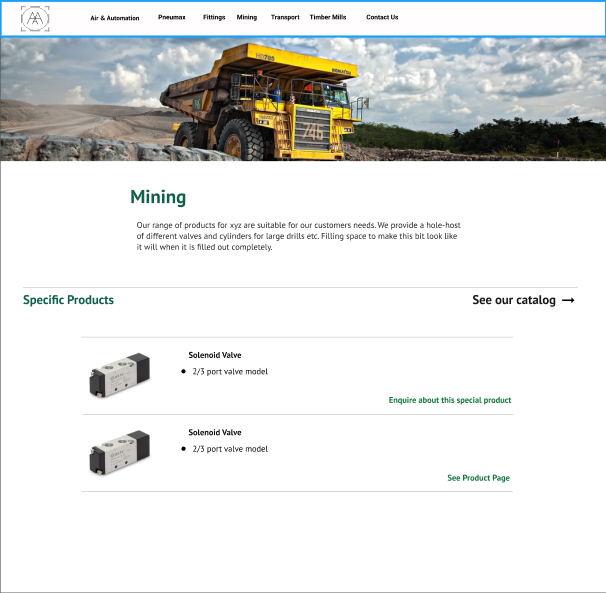 Air & Automation Pneumax Fittings Mining Transport Timber Mills Contact Us
HD785
KOMATSU
Mining
Our range of products for xyz are suitable for our customers needs. We provide a hole-host
of different valves and cylinders for large drills etc. Filling space to make this bit look like
it will when it is filled out completely.
Specific Products See our catalog →
Solenoid Valve
• 2/3 port valve model
Enquire about this special product
Solenoid Valve
• 2/3 port valve model
See Product Page